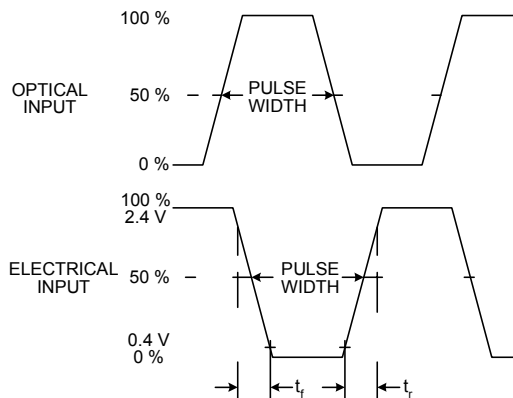 100 %
OPTICAL
INPUT
50 %
PULSE
WIDTH
0 %
100 %
2.4 V
ELECTRICAL
INPUT
50 %
PULSE
WIDTH
0.4 V
0 %
tf
tr